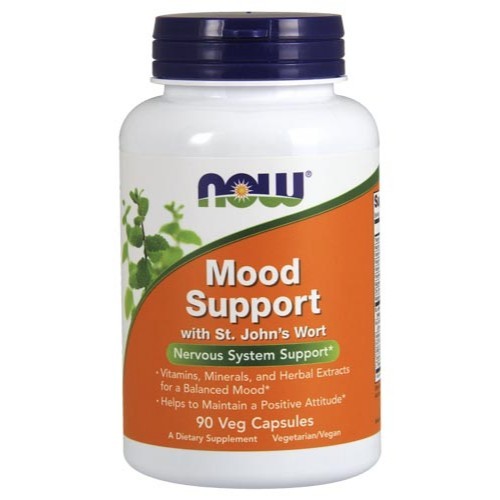 NOW®
Mood
Support
with St. John's Wort
Nervous System Support*
• Vitamins, Minerals, and Herbal Extracts
for a Balanced Mood*
• Helps to Maintain a Positive Attitude*
90 Veg Capsules
A Dietary Supplement Vegetarian/Vegan